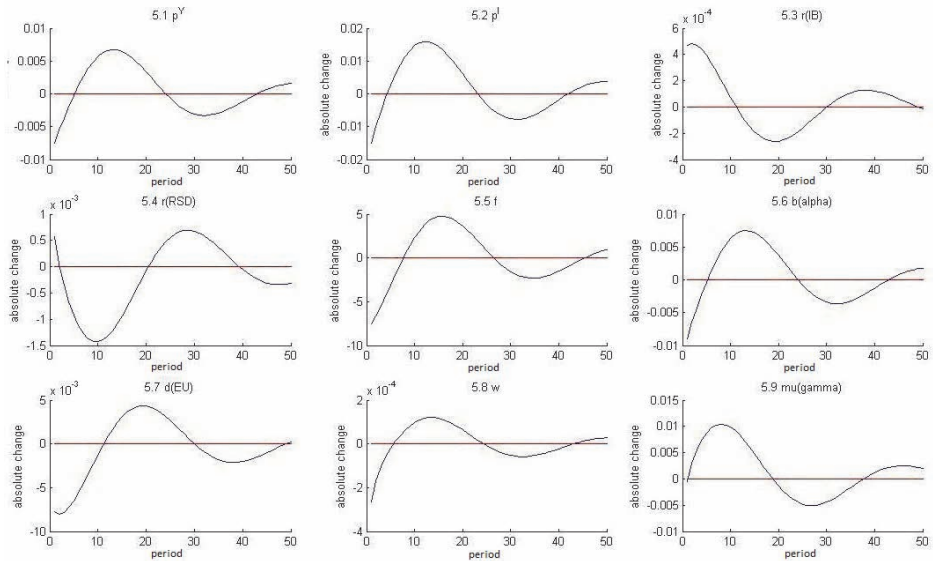 5.1 pY
0.01
0.005
0
-0.005
-0.01
0 10 20 30 40 50
period
5.2 pI
absolute change
0.02
0.01
0
-0.01
-0.02
0 10 20 30 40 50
period
x 10-4
5.3 r(IB)
absolute change
6
4
2
0
-2
-4
0 10 20 30 40 50
period
x 10-3
5.4 r(RSD)
absolute change
1
0.5
0
-0.5
-1
-1.5
0 10 20 30 40 50
period
5.5 f
absolute change
5
0
-5
-10
0 10 20 30 40 50
period
5.6 b(alpha)
absolute change
0.01
0.005
0
-0.005
-0.01
0 10 20 30 40 50
period
x 10-3
5.7 d(EU)
absolute change
5
0
-5
-10
0 10 20 30 40 50
period
x 10-4
5.8 w
absolute change
2
0
-2
-4
0 10 20 30 40 50
period
5.9 mu(gamma)
absolute change
0.015
0.01
0.005
0
-0.005
0.01
0 10 20 30 40 50
period